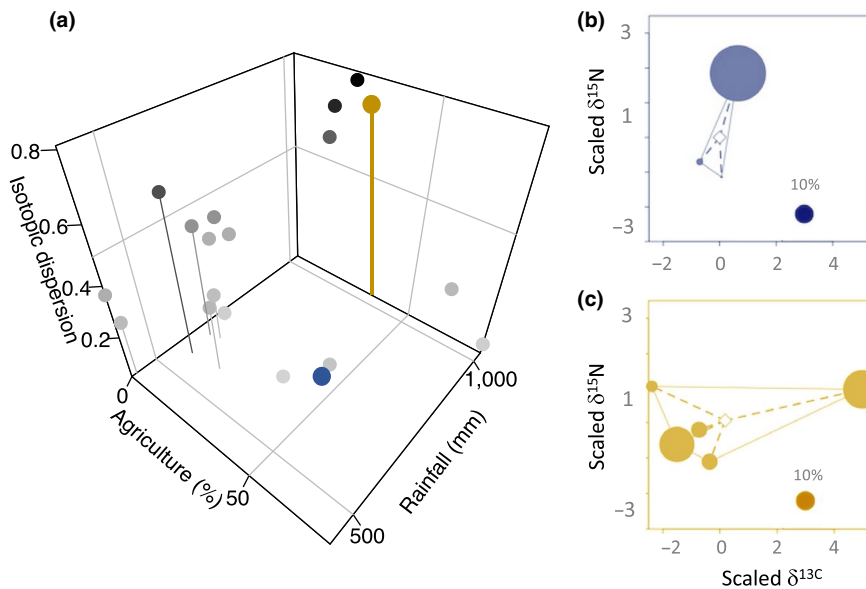 (a)
0.8
0.6
0.4
0.2
Isotopic dispersion
0
50
Agriculture (%)
500
1,000
Rainfall (mm)
(b)
3
1
−3
Scaled δ15N
10%
−2 0 2 4
(c)
3
1
−3
Scaled δ15N
10%
−2 0 2 4
Scaled δ13C